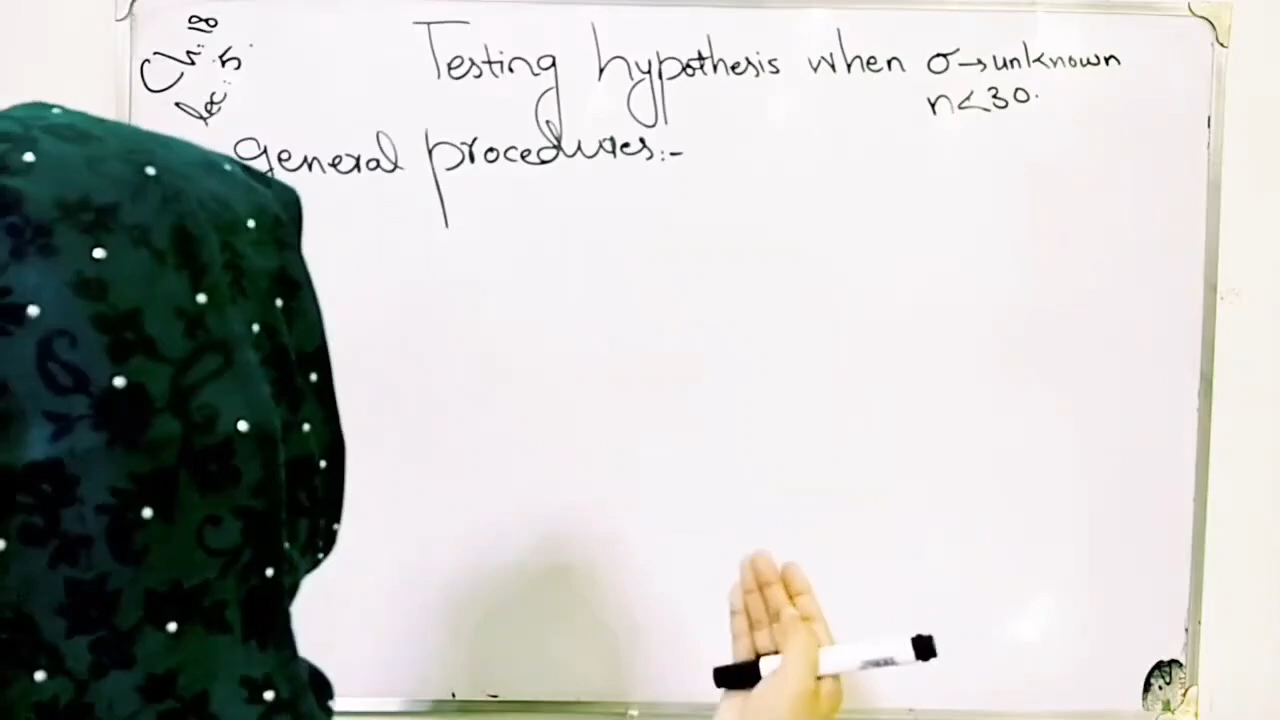 Ch:18
lec:5.
Testing hypothesis when σ→unknown
n<30.
general procedures:-